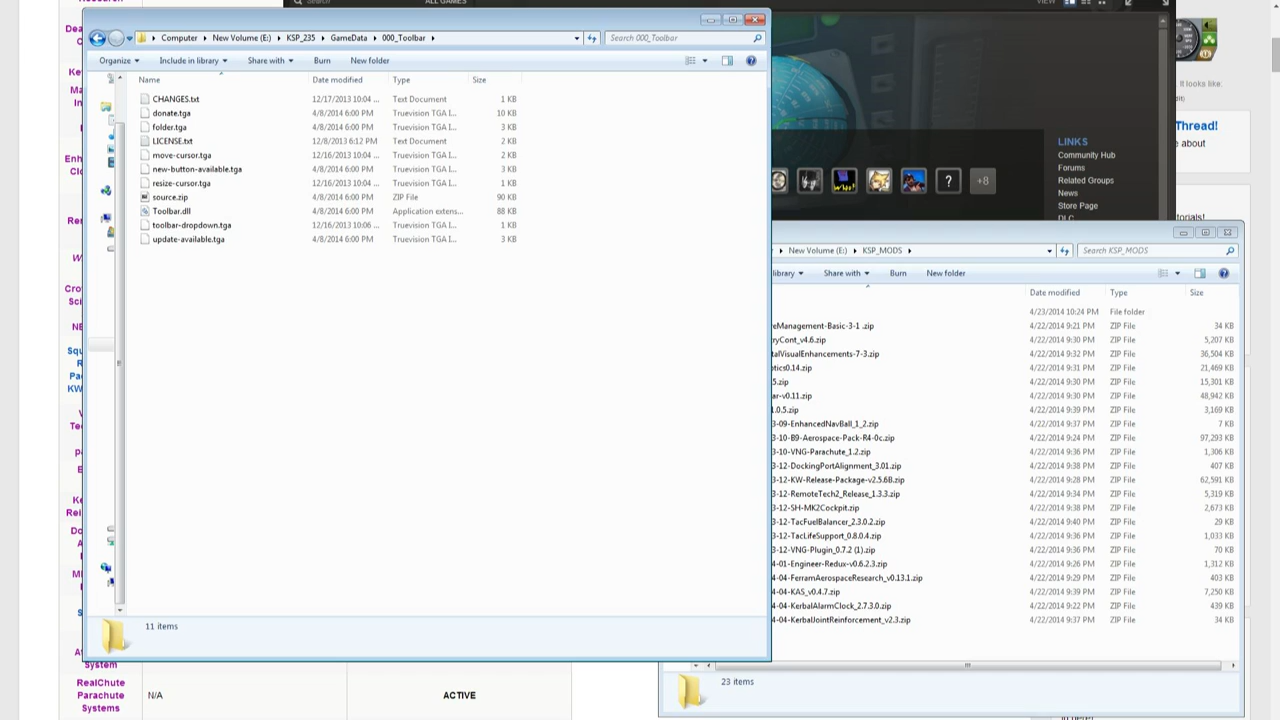 Search
ALL GAMES
VIEW
Computer New Volume (E:) KSP_235 GameData 000_Toolbar
Search 000_Toolbar
Organize Include in library Share with Burn New folder
Name Date modified Type Size
CHANGES.txt 12/17/2013 10:04 ... Text Document 1 KB
donate.tga 4/8/2014 6:00 PM Truevision TGA I... 10 KB
folder.tga 4/8/2014 6:00 PM Truevision TGA I... 3 KB
LICENSE.txt 12/8/2013 6:12 PM Text Document 2 KB
move-cursor.tga 12/16/2013 10:04 ... Truevision TGA I... 2 KB
new-button-available.tga 4/8/2014 6:00 PM Truevision TGA I... 3 KB
resize-cursor.tga 12/16/2013 10:04 ... Truevision TGA I... 1 KB
source.zip 4/8/2014 6:00 PM ZIP File 90 KB
Toolbar.dll 4/8/2014 6:00 PM Application extens... 88 KB
toolbar-dropdown.tga 12/16/2013 10:06 ... Truevision TGA I... 1 KB
update-available.tga 4/8/2014 6:00 PM Truevision TGA I... 3 KB
11 items
LINKS
Community Hub
Forums
Related Groups
News
Store Page
DLC
? +8
It looks like:
Thread!
about
torials!
New Volume (E:) KSP_MODS
Search KSP_MODS
library Share with Burn New folder
Date modified Type Size
4/23/2014 10:24 PM File folder
eManagement-Basic-3-1 .zip 4/22/2014 9:21 PM ZIP File 34 KB
ryCont_v4.6.zip 4/22/2014 9:30 PM ZIP File 5,207 KB
talVisualEnhancements-7-3.zip 4/22/2014 9:32 PM ZIP File 36,504 KB
tics0.14.zip 4/22/2014 9:31 PM ZIP File 21,469 KB
5.zip 4/22/2014 9:30 PM ZIP File 15,301 KB
ar-v0.11.zip 4/22/2014 9:30 PM ZIP File 48,942 KB
1.0.5.zip 4/22/2014 9:39 PM ZIP File 3,169 KB
3-09-EnhancedNavBall_1_2.zip 4/22/2014 9:37 PM ZIP File 7 KB
3-10-B9-Aerospace-Pack-R4-0c.zip 4/22/2014 9:24 PM ZIP File 97,293 KB
3-10-VNG-Parachute_1.2.zip 4/22/2014 9:36 PM ZIP File 1,306 KB
3-12-DockingPortAlignment_3.01.zip 4/22/2014 9:38 PM ZIP File 407 KB
3-12-KW-Release-Package-v2.5.6B.zip 4/22/2014 9:28 PM ZIP File 62,591 KB
3-12-RemoteTech2_Release_1.3.3.zip 4/22/2014 9:34 PM ZIP File 5,319 KB
3-12-SH-MK2Cockpit.zip 4/22/2014 9:38 PM ZIP File 2,673 KB
3-12-TacFuelBalancer_2.3.0.2.zip 4/22/2014 9:40 PM ZIP File 29 KB
3-12-TacLifeSupport_0.8.0.4.zip 4/22/2014 9:36 PM ZIP File 1,033 KB
3-12-VNG-Plugin_0.7.2 (1).zip 4/22/2014 9:36 PM ZIP File 70 KB
4-01-Engineer-Redux-v0.6.2.3.zip 4/22/2014 9:26 PM ZIP File 1,312 KB
4-04-FerramAerospaceResearch_v0.13.1.zip 4/22/2014 9:29 PM ZIP File 403 KB
4-04-KAS_v0.4.7.zip 4/22/2014 9:39 PM ZIP File 7,250 KB
4-04-KerbalAlarmClock_2.7.3.0.zip 4/22/2014 9:22 PM ZIP File 439 KB
4-04-KerbalJointReinforcement_v2.3.zip 4/22/2014 9:37 PM ZIP File 34 KB
23 items
System
RealChute
Parachute
Systems
N/A
ACTIVE